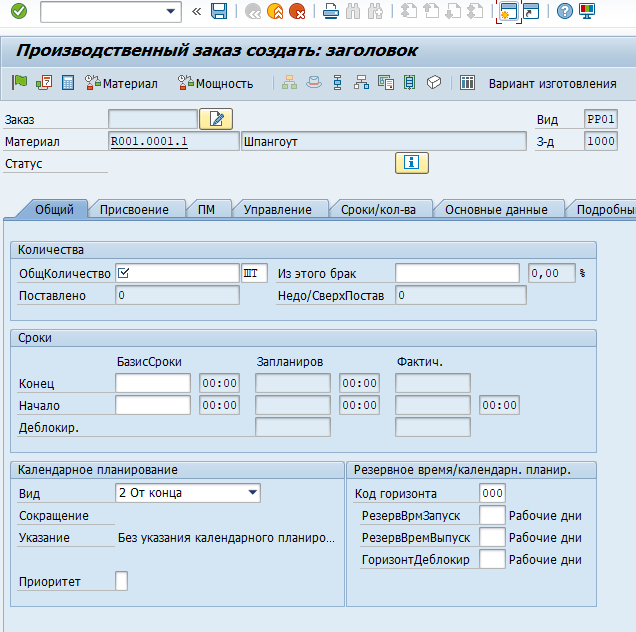 Производственный заказ создать: заголовок
Материал Мощность Вариант изготовления
Заказ Вид PP01
Материал R001.0001.1 Шпангоут З-д 1000
Статус
Общий Присвоение ПМ Управление Сроки/кол-ва Основные данные Подробны
Количества
ОбщКоличество ШТ Из этого брак 0,00 %
Поставлено 0 Недо/СверхПостав 0
Сроки
БазисСроки Запланиров Фактич.
Конец 00:00 00:00
Начало 00:00 00:00 00:00
Деблокир.
Календарное планирование
Вид 2 От конца
Сокращение
Указание Без указания календарного планиро...
Приоритет
Резервное время/календарн. планир.
Код горизонта 000
РезервВрмЗапуск Рабочие дни
РезервВремВыпуск Рабочие дни
ГоризонтДеблокир Рабочие дни